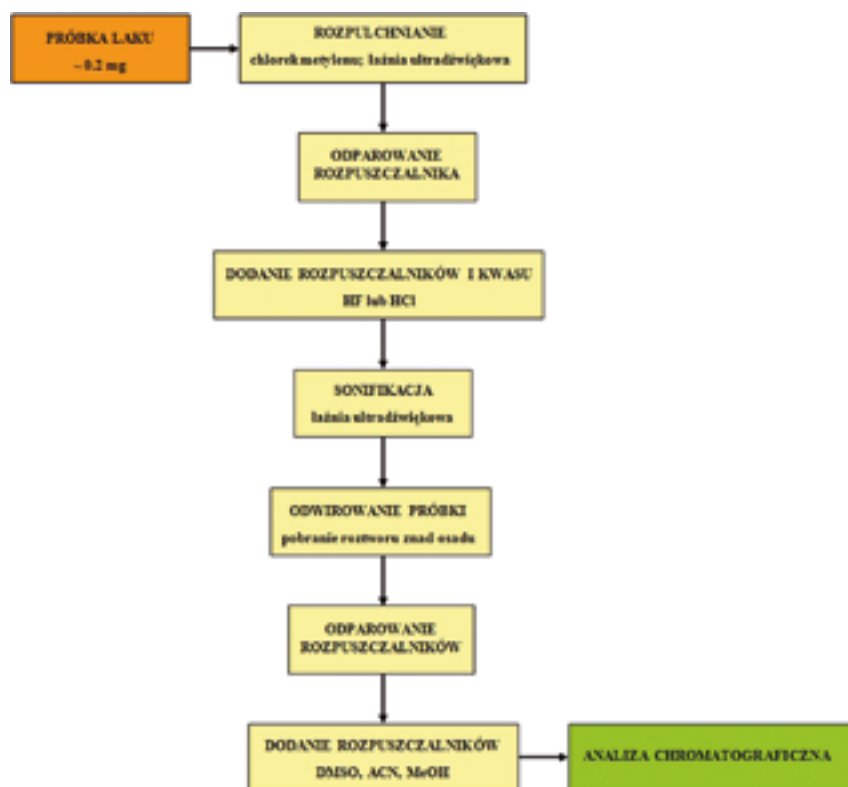 PRÓBKA LAKU
~ 0.2 mg
ROZPULCHNIANIE
chlorek metylenu; łaźnia ultradźwiękowa
ODPAROWANIE
ROZPUSZCZALNIKA
DODANIE ROZPUSZCZALNIKÓW I KWASU
HF lub HCl
SONIFIKACJA
łaźnia ultradźwiękowa
ODWIROWANIE PRÓBKI
pobranie roztworu znad osadu
ODPAROWANIE
ROZPUSZCZALNIKÓW
DODANIE ROZPUSZCZALNIKÓW
DMSO, ACN, MeOH
ANALIZA CHROMATOGRAFICZNA